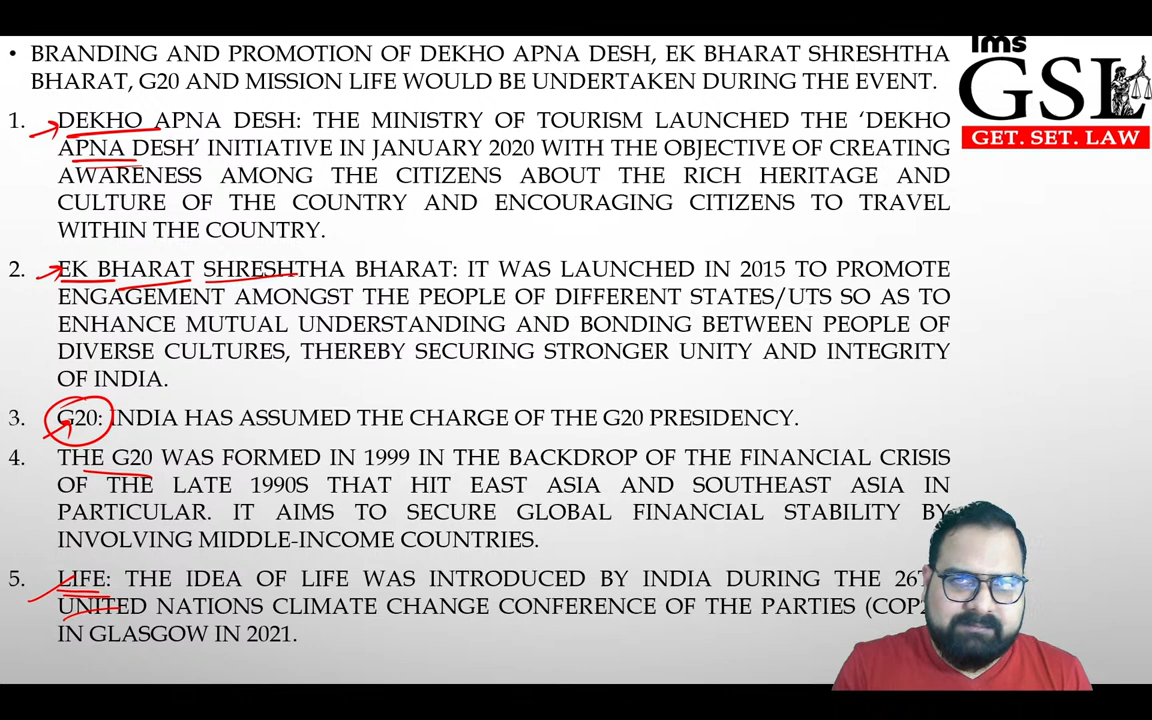 • BRANDING AND PROMOTION OF DEKHO APNA DESH, EK BHARAT SHRESHTHA
BHARAT, G20 AND MISSION LIFE WOULD BE UNDERTAKEN DURING THE EVENT.
ims
GSL
GET. SET. LAW
1. DEKHO APNA DESH: THE MINISTRY OF TOURISM LAUNCHED THE ‘DEKHO
APNA DESH’ INITIATIVE IN JANUARY 2020 WITH THE OBJECTIVE OF CREATING
AWARENESS AMONG THE CITIZENS ABOUT THE RICH HERITAGE AND
CULTURE OF THE COUNTRY AND ENCOURAGING CITIZENS TO TRAVEL
WITHIN THE COUNTRY.
2. EK BHARAT SHRESHTHA BHARAT: IT WAS LAUNCHED IN 2015 TO PROMOTE
ENGAGEMENT AMONGST THE PEOPLE OF DIFFERENT STATES/UTS SO AS TO
ENHANCE MUTUAL UNDERSTANDING AND BONDING BETWEEN PEOPLE OF
DIVERSE CULTURES, THEREBY SECURING STRONGER UNITY AND INTEGRITY
OF INDIA.
3. G20: INDIA HAS ASSUMED THE CHARGE OF THE G20 PRESIDENCY.
4. THE G20 WAS FORMED IN 1999 IN THE BACKDROP OF THE FINANCIAL CRISIS
OF THE LATE 1990S THAT HIT EAST ASIA AND SOUTHEAST ASIA IN
PARTICULAR. IT AIMS TO SECURE GLOBAL FINANCIAL STABILITY BY
INVOLVING MIDDLE-INCOME COUNTRIES.
5. LIFE: THE IDEA OF LIFE WAS INTRODUCED BY INDIA DURING THE
UNITED NATIONS CLIMATE CHANGE CONFERENCE OF THE PARTIES
IN GLASGOW IN 2021.